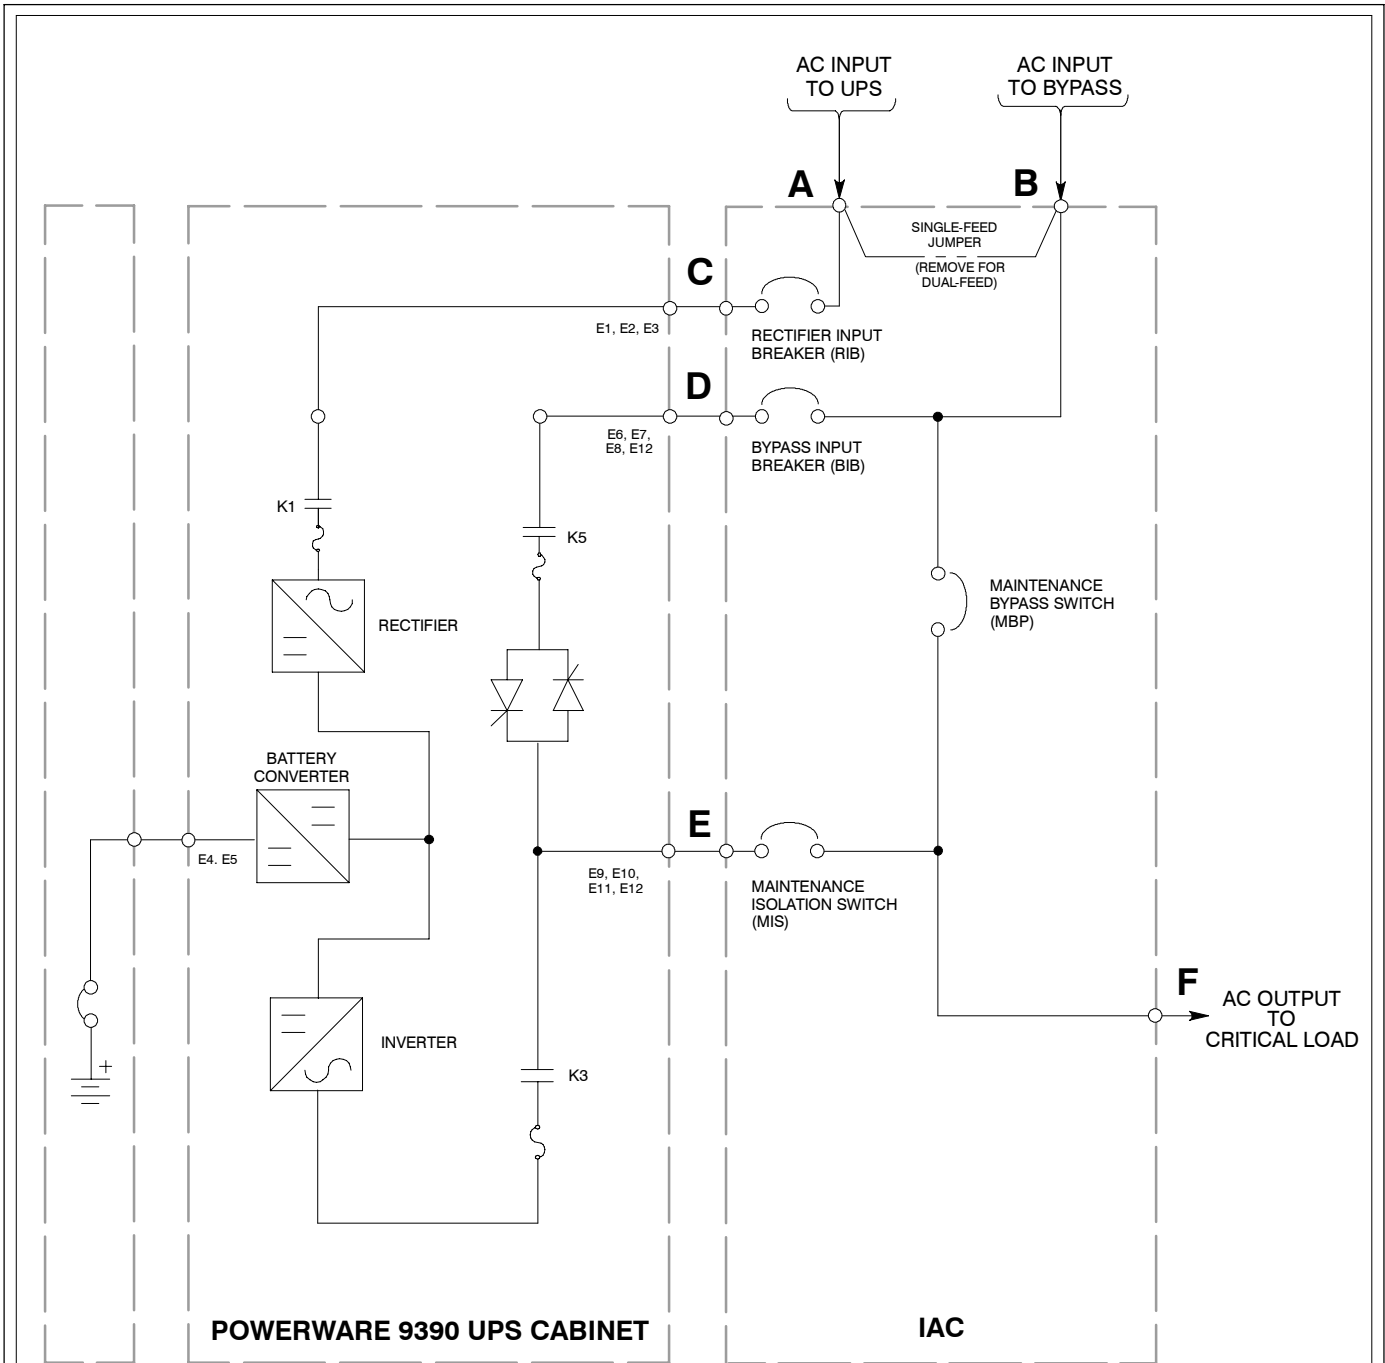 AC INPUT
TO UPS
AC INPUT
TO BYPASS
A
B
SINGLE-FEED
JUMPER
(REMOVE FOR
DUAL-FEED)
C
E1, E2, E3
RECTIFIER INPUT
BREAKER (RIB)
D
E6, E7,
E8, E12
BYPASS INPUT
BREAKER (BIB)
K1
K5
MAINTENANCE
BYPASS SWITCH
(MBP)
RECTIFIER
BATTERY
CONVERTER
E4. E5
E
E9, E10,
E11, E12
MAINTENANCE
ISOLATION SWITCH
(MIS)
F
AC OUTPUT
TO
CRITICAL LOAD
INVERTER
+
K3
POWERWARE 9390 UPS CABINET
IAC